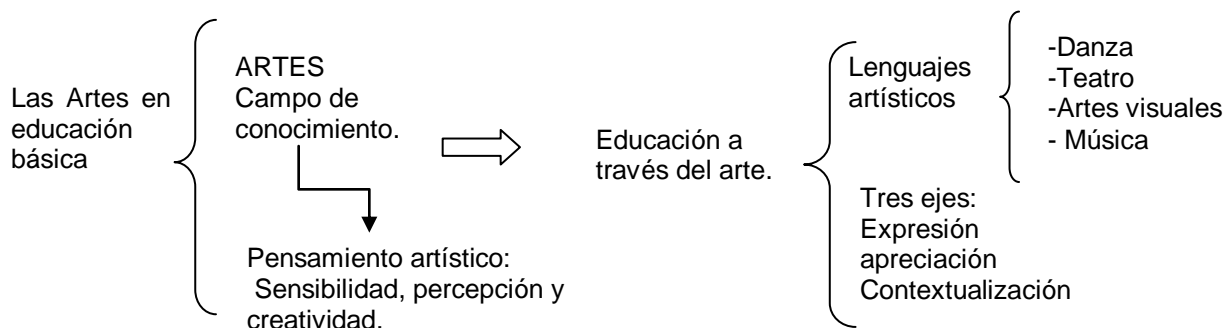 Las Artes en
educación
básica
ARTES
Campo de
conocimiento.
Pensamiento artístico:
Sensibilidad, percepción y
creatividad.
Educación a
través del arte.
Lenguajes
artísticos
-Danza
-Teatro
-Artes visuales
- Música
Tres ejes:
Expresión
apreciación
Contextualización